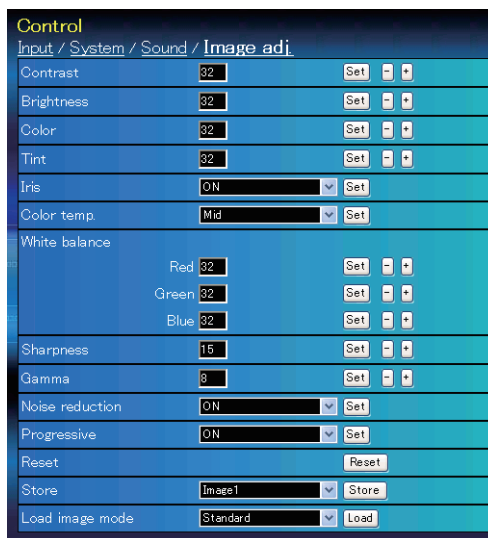 Control
Input / System / Sound / Image adj.
Contrast 32 Set - +
Brightness 32 Set - +
Color 32 Set - +
Tint 32 Set - +
Iris ON Set
Color temp. Mid Set
White balance
Red 32 Set - +
Green 32 Set - +
Blue 32 Set - +
Sharpness 15 Set - +
Gamma 8 Set - +
Noise reduction ON Set
Progressive ON Set
Reset Reset
Store Image1 Store
Load image mode Standard Load